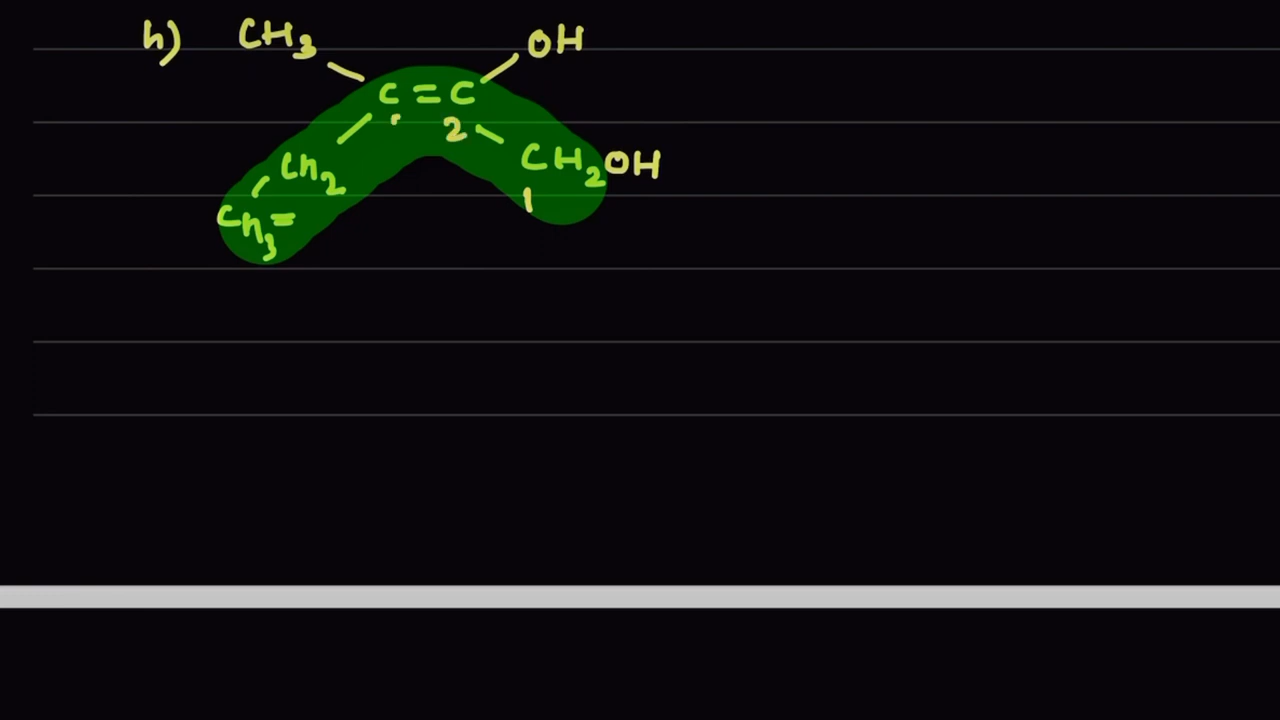 h) CH3 OH
C = C
2
CH2 CH2OH
1
CH3 =